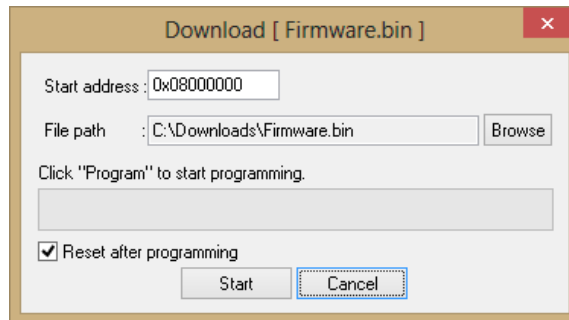 Download [ Firmware.bin ]
Start address : 0x08000000
File path : C:\Downloads\Firmware.bin Browse
Click "Program" to start programming.
Reset after programming
Start Cancel